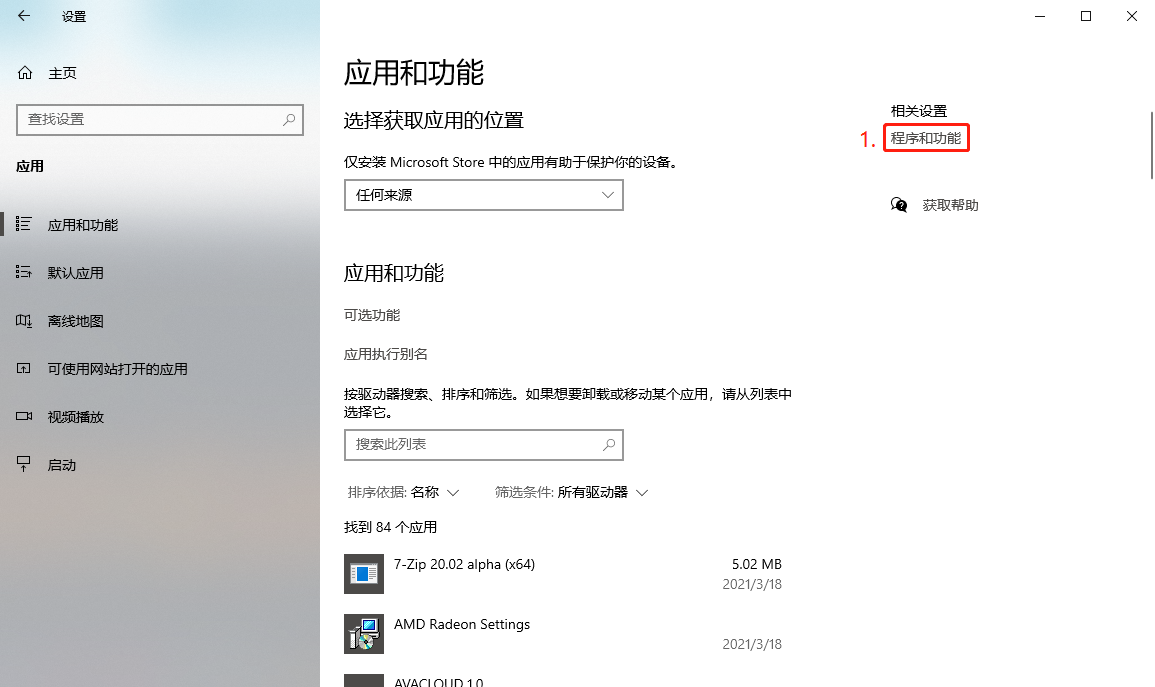 设置
主页
查找设置
应用
应用和功能
默认应用
离线地图
可使用网站打开的应用
视频播放
启动
应用和功能
选择获取应用的位置
仅安装 Microsoft Store 中的应用有助于保护你的设备。
任何来源
应用和功能
可选功能
应用执行别名
按驱动器搜索、排序和筛选。如果想要卸载或移动某个应用，请从列表中
选择它。
搜索此列表
排序依据: 名称 筛选条件: 所有驱动器
找到 84 个应用
7-Zip 20.02 alpha (x64) 5.02 MB
2021/3/18
AMD Radeon Settings
2021/3/18
AVACLOUD 1.0
相关设置
1. 程序和功能
获取帮助